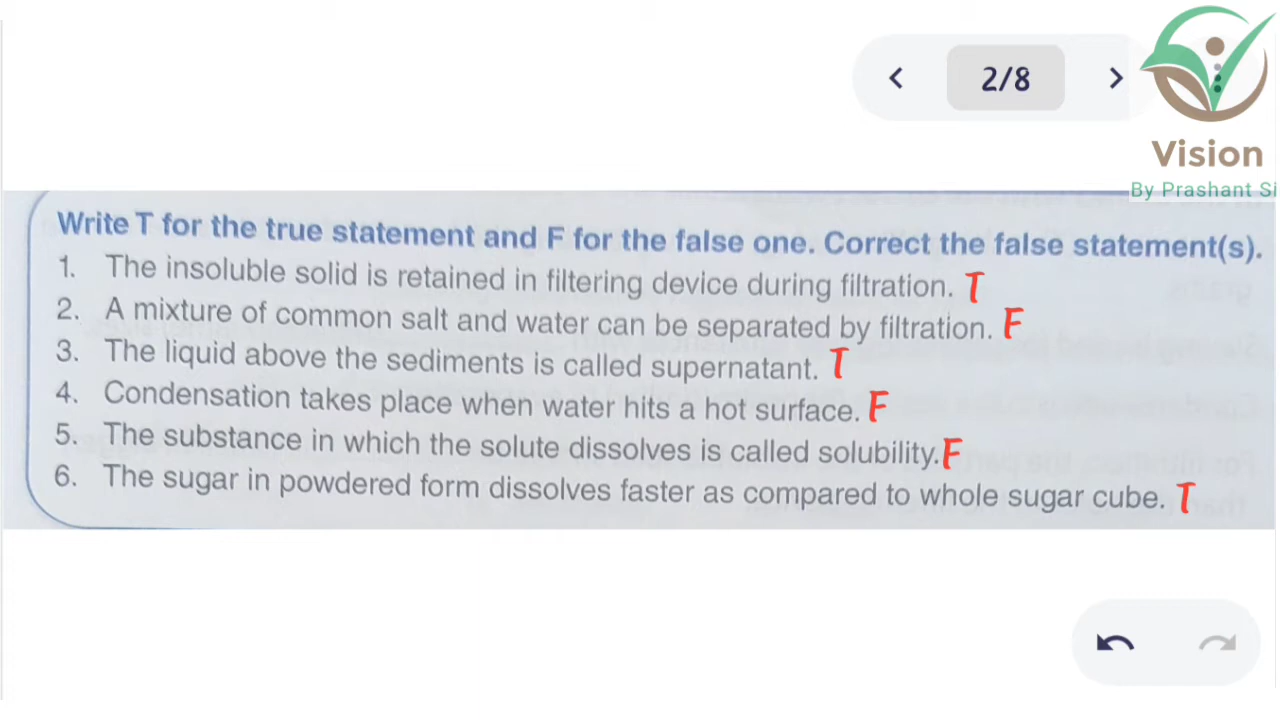 < 2/8 >
Vision
By Prashant Si
Write T for the true statement and F for the false one. Correct the false statement(s).
1. The insoluble solid is retained in filtering device during filtration. T
2. A mixture of common salt and water can be separated by filtration. F
3. The liquid above the sediments is called supernatant. T
4. Condensation takes place when water hits a hot surface. F
5. The substance in which the solute dissolves is called solubility. F
6. The sugar in powdered form dissolves faster as compared to whole sugar cube. T